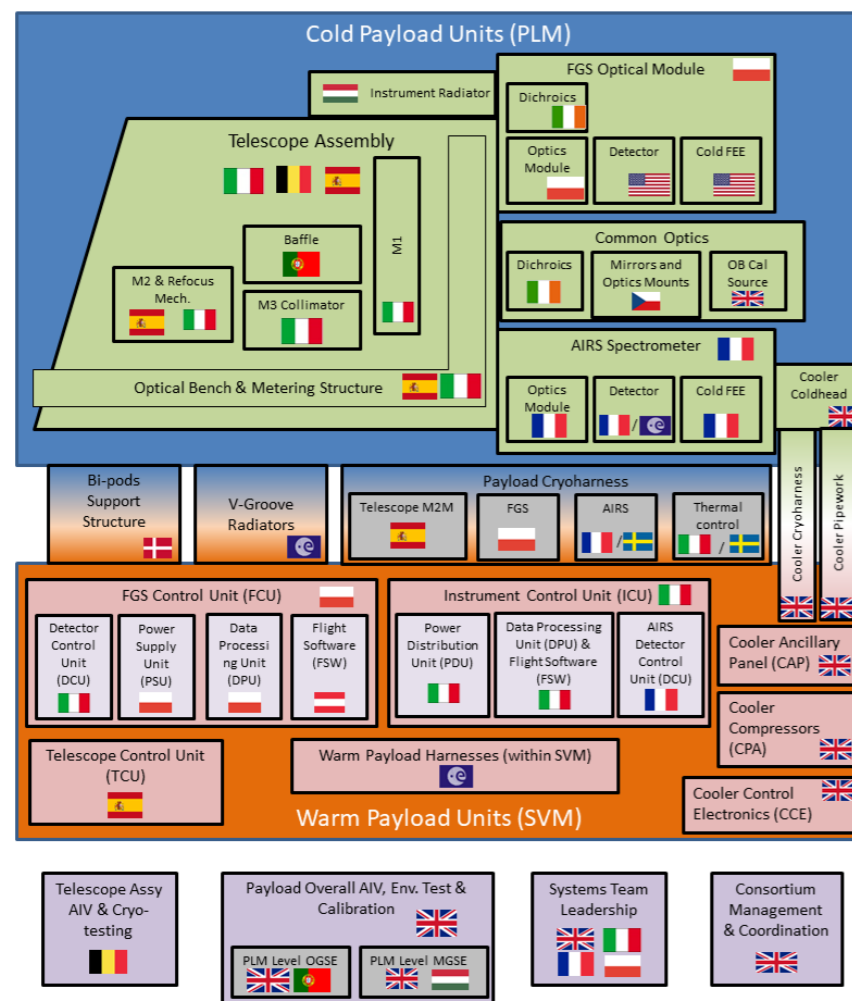 Cold Payload Units (PLM)
Instrument Radiator
FGS Optical Module
Dichroics
Optics
Module
Detector
Cold FEE
Telescope Assembly
M1
Baffle
M2 & Refocus
Mech.
M3 Collimator
Optical Bench & Metering Structure
Common Optics
Dichroics
Mirrors and
Optics Mounts
OB Cal
Source
AIRS Spectrometer
Optics
Module
Detector
/
Cold FEE
Cooler
Coldhead
Bi-pods
Support
Structure
V-Groove
Radiators
Payload Cryoharness
Telescope M2M
FGS
AIRS
/
Thermal
control
/
Cooler Cryoharness
Cooler Pipework
FGS Control Unit (FCU)
Detector
Control
Unit
(DCU)
Power
Supply
Unit
(PSU)
Data
Processi
ng Unit
(DPU)
Flight
Software
(FSW)
Instrument Control Unit (ICU)
Power
Distribution
Unit (PDU)
Data Processing
Unit (DPU) &
Flight Software
(FSW)
AIRS
Detector
Control
Unit (DCU)
Cooler Ancillary
Panel (CAP)
Cooler
Compressors
(CPA)
Cooler Control
Electronics (CCE)
Telescope Control Unit
(TCU)
Warm Payload Harnesses (within SVM)
Warm Payload Units (SVM)
Telescope Assy
AIV & Cryo-
testing
Payload Overall AIV, Env. Test &
Calibration
PLM Level OGSE
PLM Level MGSE
Systems Team
Leadership
Consortium
Management
& Coordination